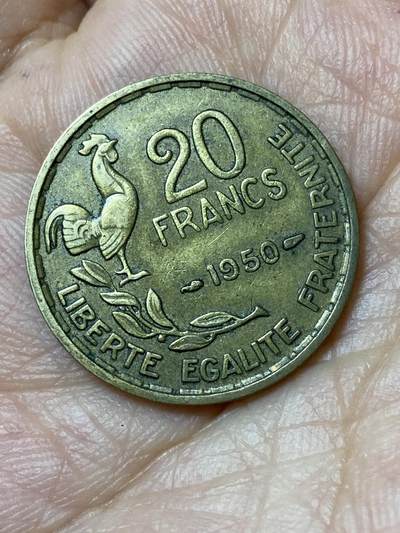 20
FRANCS
1950
LIBERTE EGALITE FRATERNITE